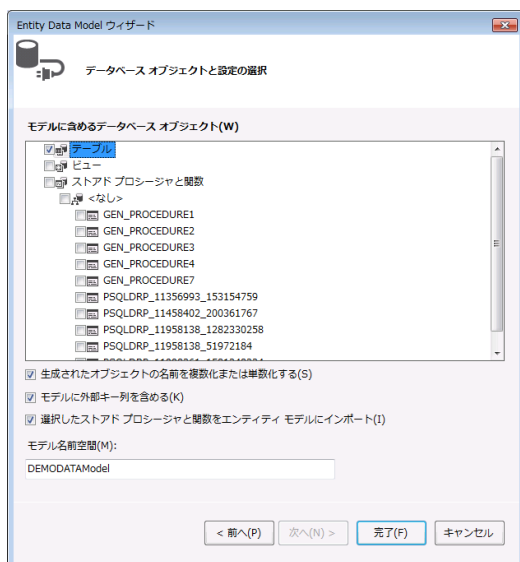 Entity Data Model ウィザード
データベース オブジェクトと設定の選択
モデルに含めるデータベース オブジェクト(W)
テーブル
ビュー
ストアド プロシージャと関数
<なし>
GEN_PROCEDURE1
GEN_PROCEDURE2
GEN_PROCEDURE3
GEN_PROCEDURE4
GEN_PROCEDURE7
PSQLDRP_11356993_153154759
PSQLDRP_11458402_200361767
PSQLDRP_11958138_1282330258
PSQLDRP_11958138_51972184
生成されたオブジェクトの名前を複数化または単数化する(S)
モデルに外部キー列を含める(K)
選択したストアド プロシージャと関数をエンティティ モデルにインポート(I)
モデル名前空間(M):
DEMODATAModel
< 前へ(P)
次へ(N) >
完了(F)
キャンセル